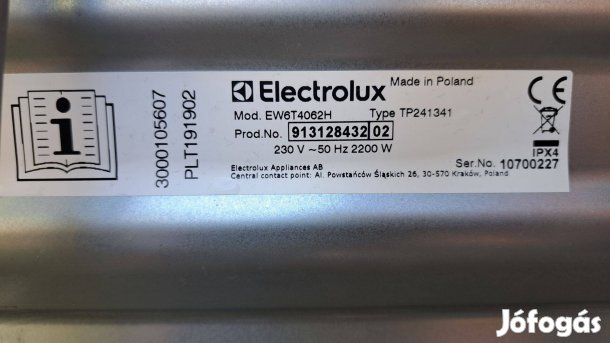 3000105607
PLT191902
Electrolux
Made in Poland
Mod. EW6T4062H Type TP241341
Prod.No. 913128432 02
230 V ~50 Hz 2200 W
IPX4
Electrolux Appliances AB
Ser.No. 10700227
Central contact point: Al. Powstańców Śląskich 26, 30-570 Kraków, Poland
CE
i
Jófogás